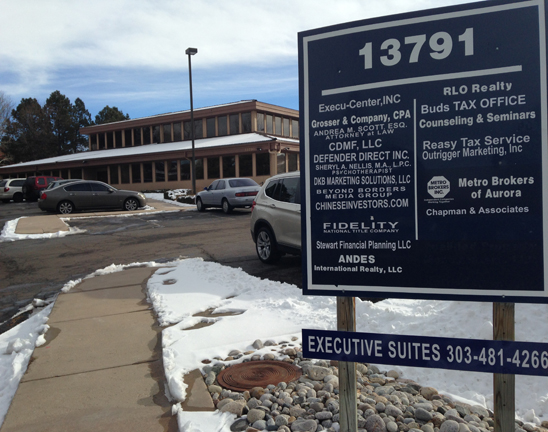 13791
Execu-Center,INC
Grosser & Company, CPA
ANDREA M. SCOTT ESQ.
ATTORNEY at LAW
CDMF, LLC
DEFENDER DIRECT INC.
SHERYL A. NELLIS M.A., L.P.C.
PSYCHOTHERAPIST
DKB MARKETING SOLUTIONS, LLC
BEYOND BORDERS
MEDIA GROUP
CHINESEINVESTORS.COM
FIDELITY
NATIONAL TITLE COMPANY
Stewart Financial Planning LLC
ANDES
International Realty, LLC
RLO Realty
Buds TAX OFFICE
Counseling & Seminars
Reasy Tax Service
Outrigger Marketing, Inc
METRO
BROKERS
INC.
Metro Brokers
of Aurora
Chapman & Associates
EXECUTIVE SUITES 303-481-4266